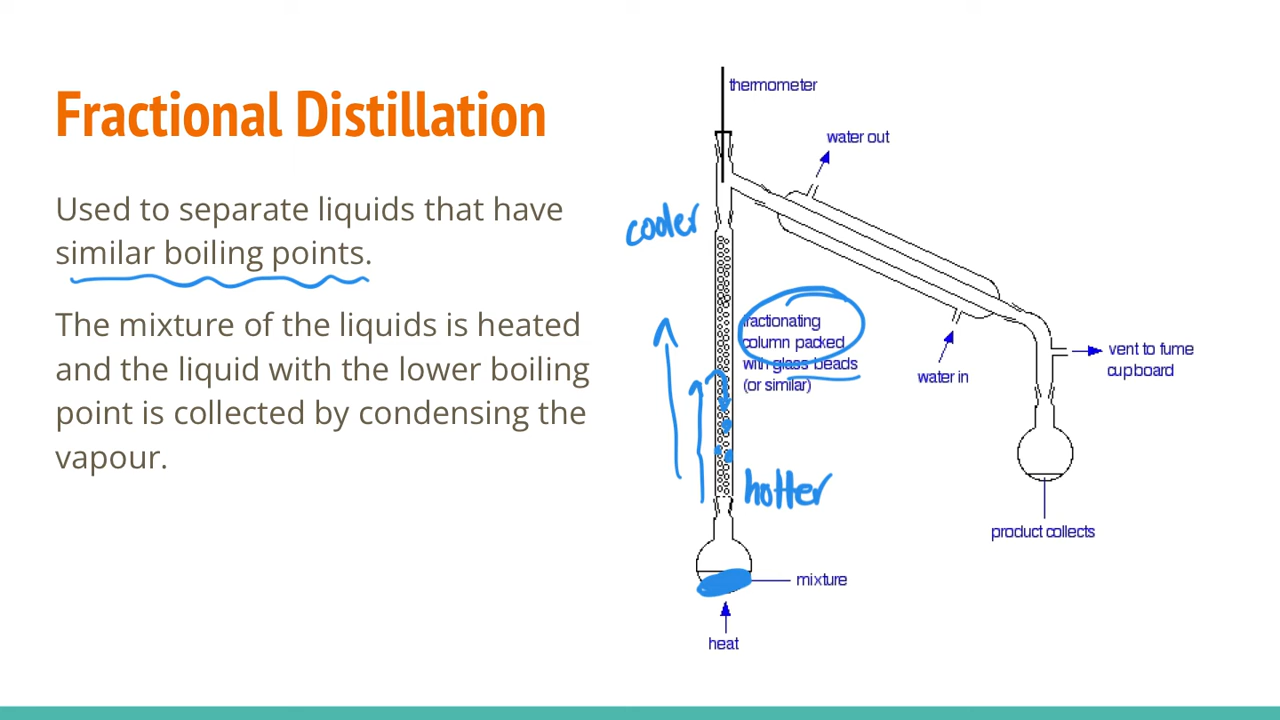 Fractional Distillation
Used to separate liquids that have
similar boiling points.
The mixture of the liquids is heated
and the liquid with the lower boiling
point is collected by condensing the
vapour.
thermometer
water out
cooler
fractionating
column packed
with glass beads
(or similar)
water in
vent to fume
cupboard
hotter
product collects
mixture
heat